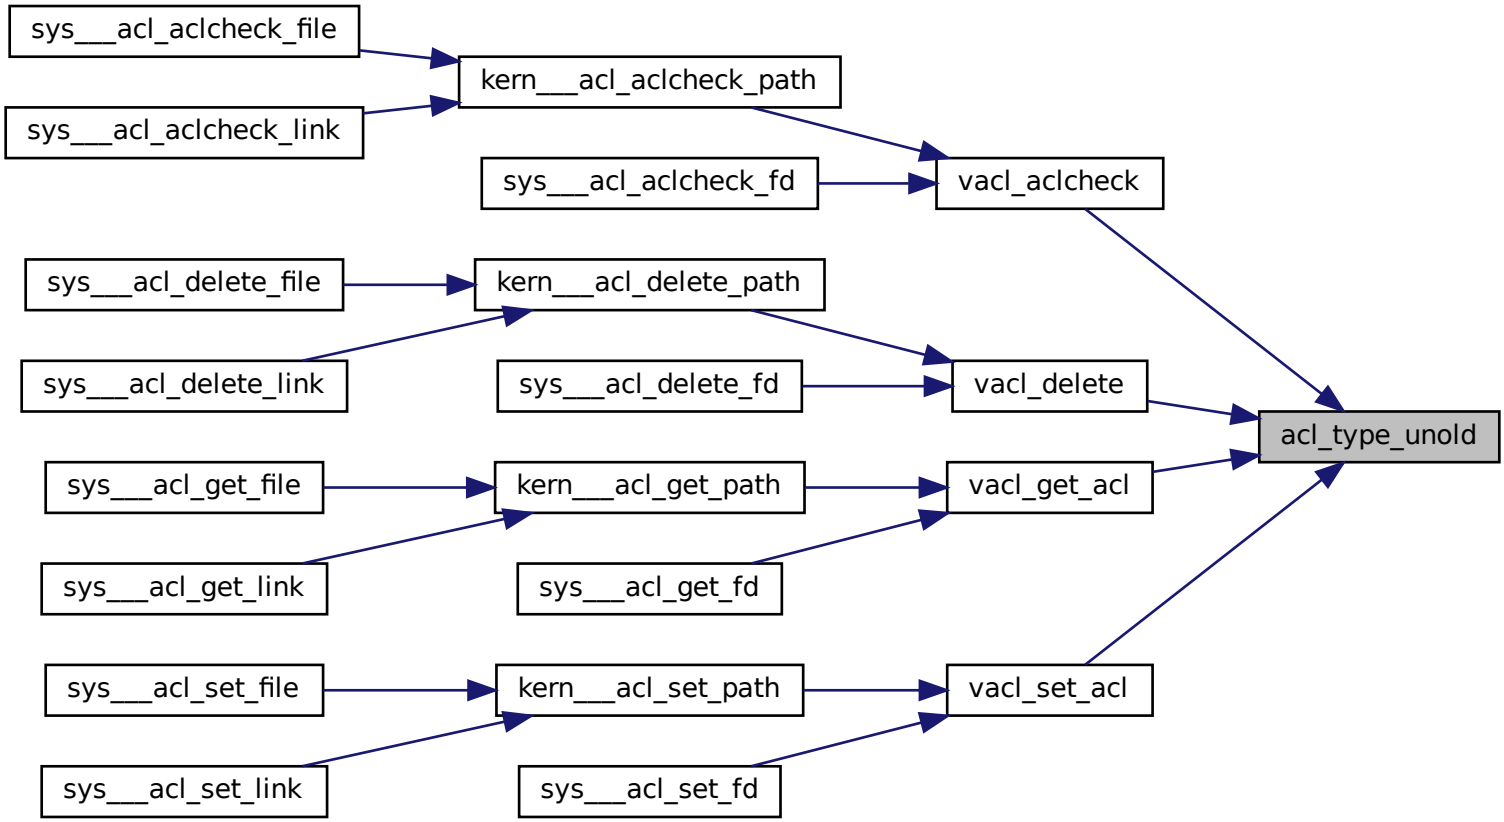 sys___acl_aclcheck_file
kern___acl_aclcheck_path
sys___acl_aclcheck_link
sys___acl_aclcheck_fd
vacl_aclcheck
sys___acl_delete_file
kern___acl_delete_path
sys___acl_delete_link
sys___acl_delete_fd
vacl_delete
acl_type_unold
sys___acl_get_file
kern___acl_get_path
vacl_get_acl
sys___acl_get_link
sys___acl_get_fd
sys___acl_set_file
kern___acl_set_path
vacl_set_acl
sys___acl_set_link
sys___acl_set_fd